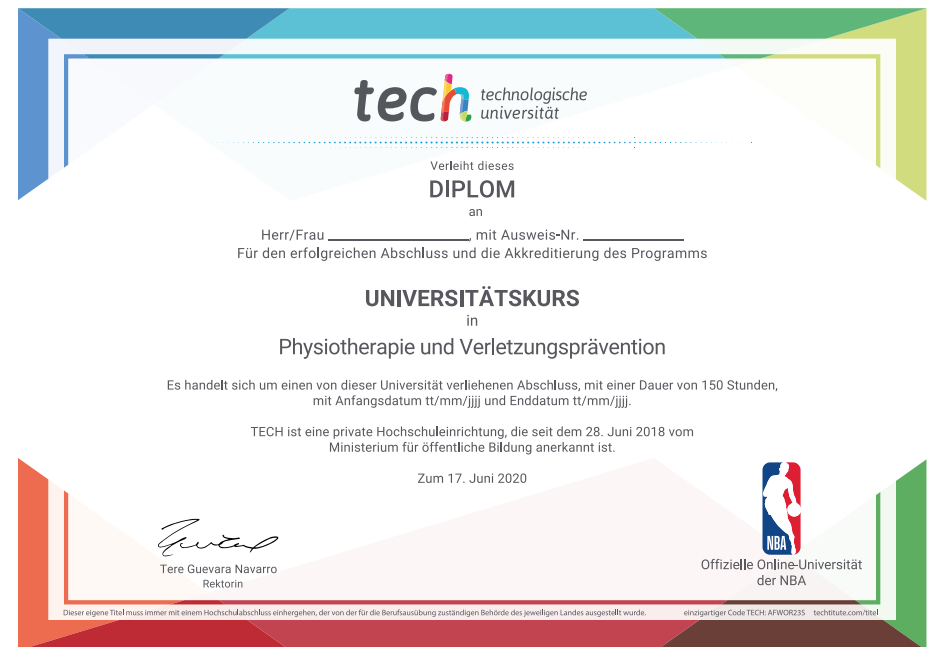 tech technologische
universität
Verleiht dieses
DIPLOM
an
Herr/Frau ____________________, mit Ausweis-Nr. ______________
Für den erfolgreichen Abschluss und die Akkreditierung des Programms
UNIVERSITÄTSKURS
in
Physiotherapie und Verletzungsprävention
Es handelt sich um einen von dieser Universität verliehenen Abschluss, mit einer Dauer von 150 Stunden,
mit Anfangsdatum tt/mm/jjjj und Enddatum tt/mm/jjjj.
TECH ist eine private Hochschuleinrichtung, die seit dem 28. Juni 2018 vom
Ministerium für öffentliche Bildung anerkannt ist.
Zum 17. Juni 2020
Tere Guevara Navarro
Rektorin
NBA
Offizielle Online-Universität
der NBA
Dieser eigene Titel muss immer mit einem Hochschulabschluss einhergehen, der von der für die Berufsausübung zuständigen Behörde des jeweiligen Landes ausgestellt wurde. einzigartiger Code TECH: AFWOR235 techtitute.com/titel